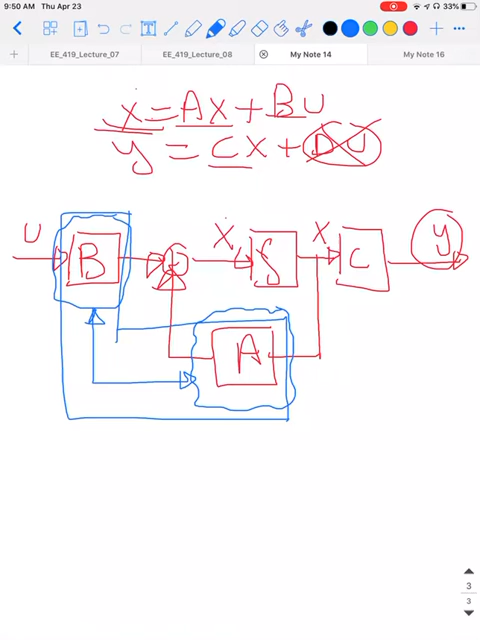 9:50 AM Thu Apr 23
33%
EE_419_Lecture_07
EE_419_Lecture_08
My Note 14
My Note 16
ẋ = Ax + Bu
y = Cx + Du
u
B
ẋ
∫
x
C
y
A
3
3